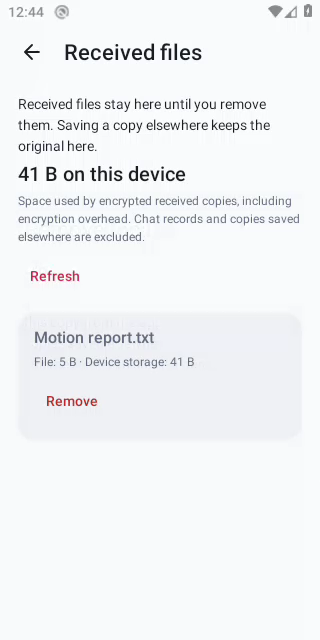 12:44
Received files
Received files stay here until you remove
them. Saving a copy elsewhere keeps the
original here.
41 B on this device
Space used by encrypted received copies, including
encryption overhead. Chat records and copies saved
elsewhere are excluded.
Refresh
Motion report.txt
File: 5 B · Device storage: 41 B
Remove